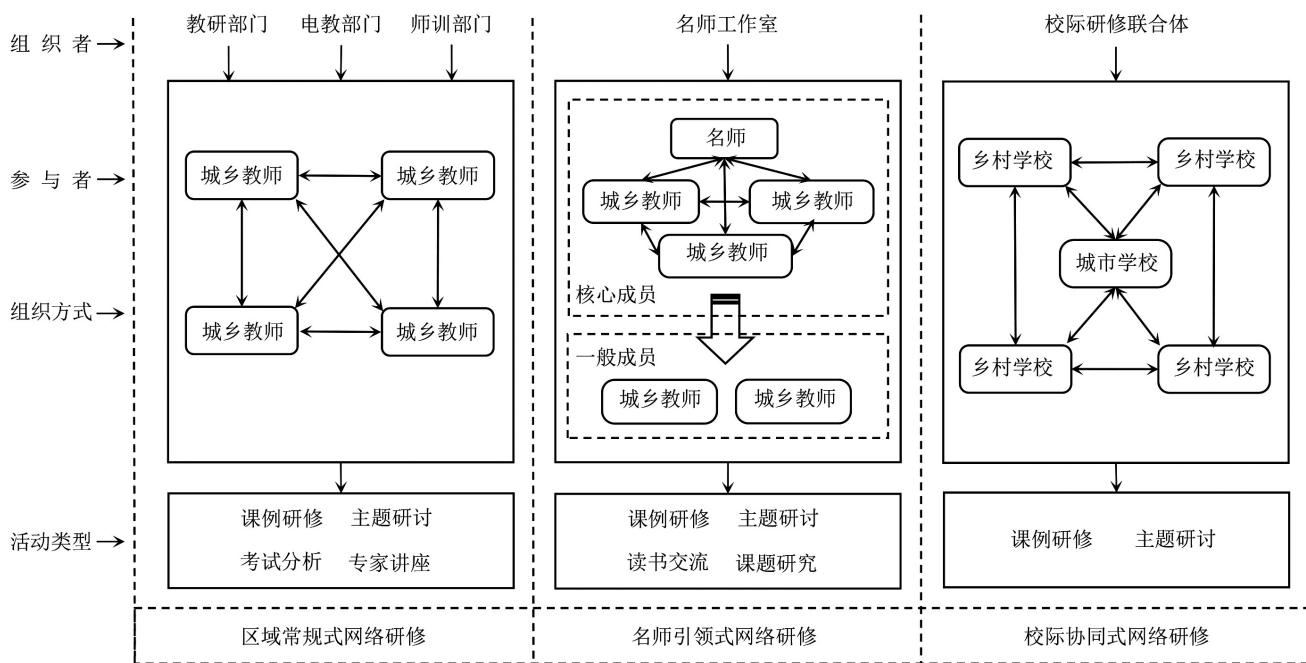 组织者
教研部门 电教部门 师训部门
名师工作室
校际研修联合体
参与者
组织方式
活动类型
城乡教师 城乡教师
城乡教师 城乡教师
名师
城乡教师 城乡教师
城乡教师
核心成员
一般成员
城乡教师 城乡教师
乡村学校 乡村学校
城市学校
乡村学校 乡村学校
课例研修 主题研讨
考试分析 专家讲座
课例研修 主题研讨
读书交流 课题研究
课例研修 主题研讨
区域常规式网络研修
名师引领式网络研修
校际协同式网络研修